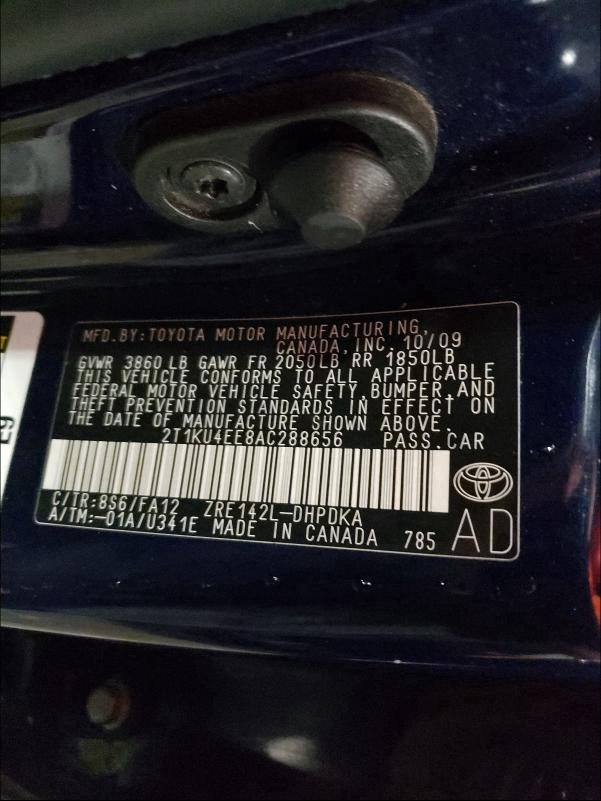 MFD.BY:TOYOTA MOTOR MANUFACTURING,
CANADA, INC. 10/09
GVWR 3860 LB GAWR FR 2050LB RR 1850LB
THIS VEHICLE CONFORMS TO ALL APPLICABLE
FEDERAL MOTOR VEHICLE SAFETY, BUMPER, AND
THEFT PREVENTION STANDARDS IN EFFECT ON
THE DATE OF MANUFACTURE SHOWN ABOVE.
2T1KU4EE8AC288656 PASS.CAR
C/TR:8S6/FA12 ZRE142L-DHPDKA
A/TM:-01A/U341E MADE IN CANADA 785 AD